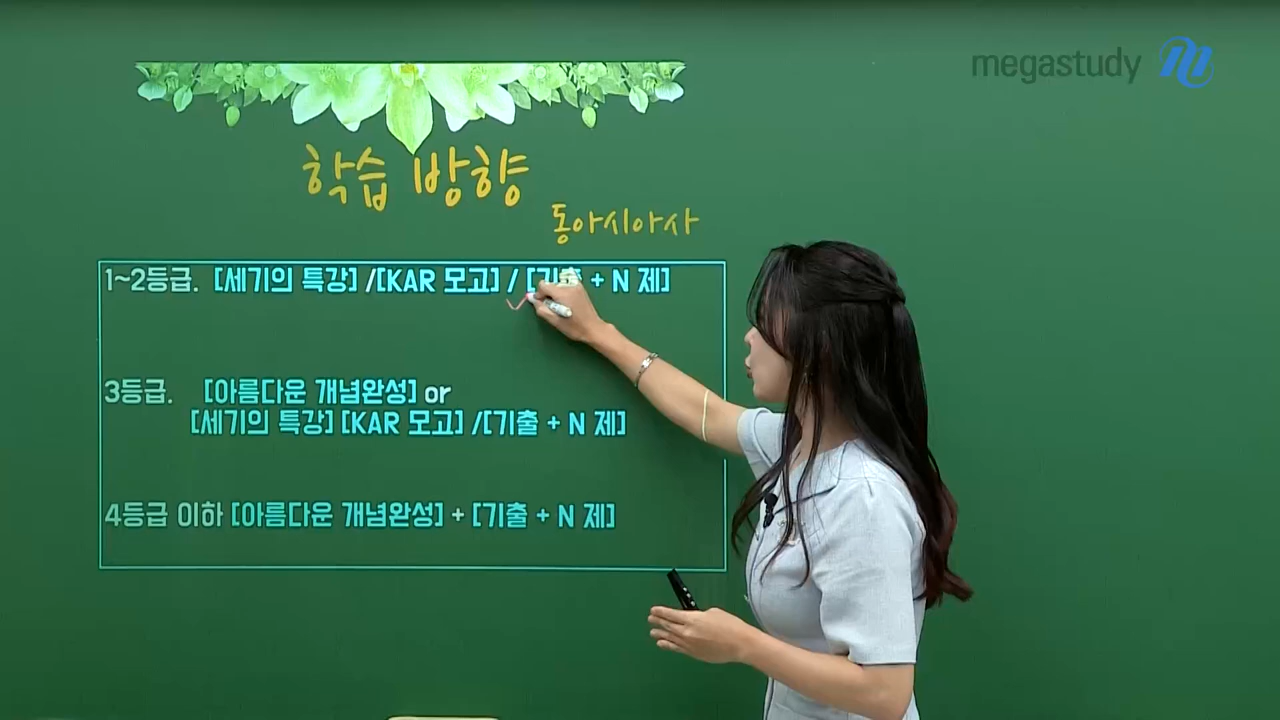 megastudy
학습 방향
동아시아사
1~2등급. [세기의 특강] /[KAR 모고] / [기출 + N 제]
3등급. [아름다운 개념완성] or
[세기의 특강] [KAR 모고] /[기출 + N 제]
4등급 이하 [아름다운 개념완성] + [기출 + N 제]